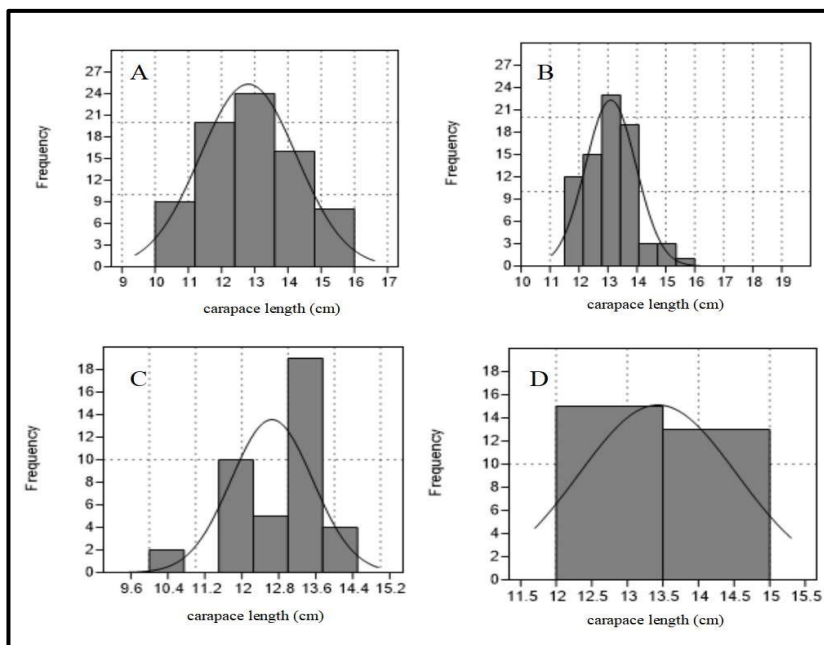 A
27
24
21
18
15
12
9
6
3
0
Frequency
9 10 11 12 13 14 15 16 17
carapace length (cm)
B
27
24
21
18
15
12
9
6
3
0
Frequency
10 11 12 13 14 15 16 17 18 19
carapace length (cm)
C
18
16
14
12
10
8
6
4
2
0
Frequency
9.6 10.4 11.2 12 12.8 13.6 14.4 15.2
carapace length (cm)
D
18
16
14
12
10
8
6
4
2
0
Frequency
11.5 12 12.5 13 13.5 14 14.5 15 15.5
carapace length (cm)